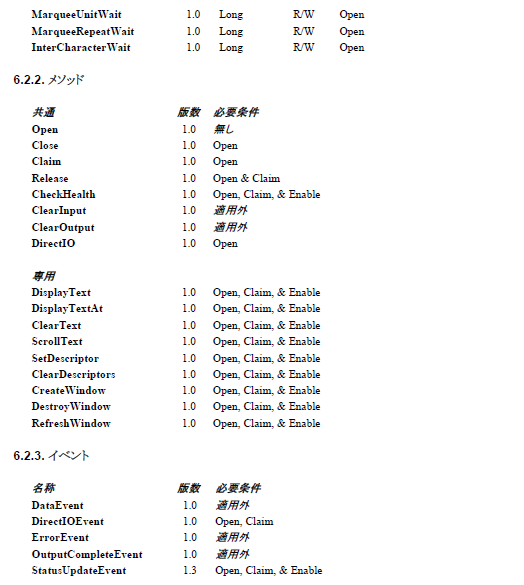 MarqueeUnitWait 1.0 Long R/W Open
MarqueeRepeatWait 1.0 Long R/W Open
InterCharacterWait 1.0 Long R/W Open
6.2.2. メソッド
共通 版数 必要条件
Open 1.0 無し
Close 1.0 Open
Claim 1.0 Open
Release 1.0 Open & Claim
CheckHealth 1.0 Open, Claim, & Enable
ClearInput 1.0 適用外
ClearOutput 1.0 適用外
DirectIO 1.0 Open
専用
DisplayText 1.0 Open, Claim, & Enable
DisplayTextAt 1.0 Open, Claim, & Enable
ClearText 1.0 Open, Claim, & Enable
ScrollText 1.0 Open, Claim, & Enable
SetDescriptor 1.0 Open, Claim, & Enable
ClearDescriptors 1.0 Open, Claim, & Enable
CreateWindow 1.0 Open, Claim, & Enable
DestroyWindow 1.0 Open, Claim, & Enable
RefreshWindow 1.0 Open, Claim, & Enable
6.2.3. イベント
名称 版数 必要条件
DataEvent 1.0 適用外
DirectIOEvent 1.0 Open, Claim
ErrorEvent 1.0 適用外
OutputCompleteEvent 1.0 適用外
StatusUpdateEvent 1.3 Open, Claim, & Enable